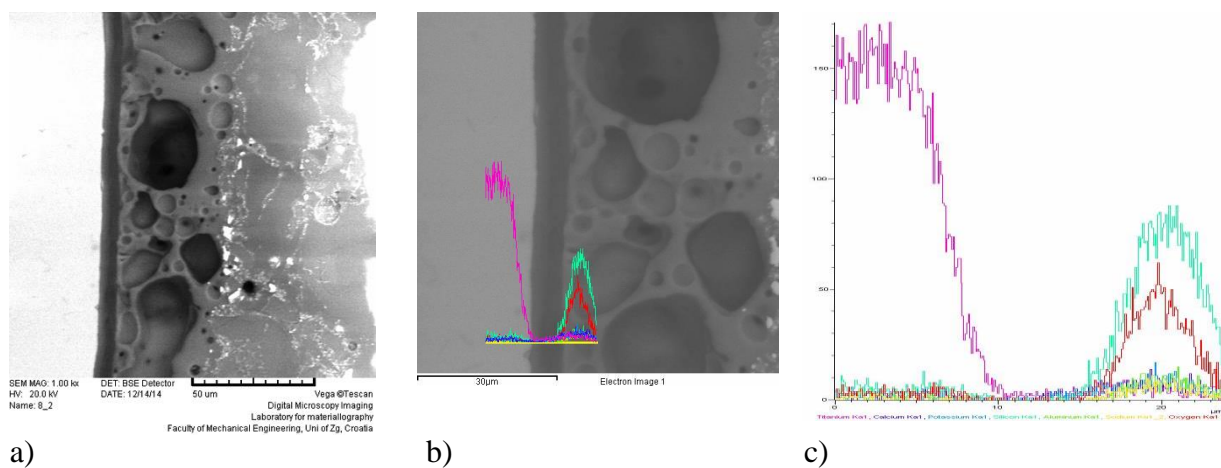 SEM MAG: 1.00 kx
DET: BSE Detector
HV: 20.0 kV
DATE: 12/14/14
50 um
Vega ©Tescan
Name: 8_2
Digital Microscopy Imaging
Laboratory for materialography
Faculty of Mechanical Engineering, Uni of Zg, Croatia
a)
30µm
Electron Image 1
b)
150
100
50
0
10
20
µm
Titanium Ka1, Calcium Ka1, Potassium Ka1, Silicon Ka1, Aluminium Ka1, Sodium Ka1_2, Oxygen Ka1
c)